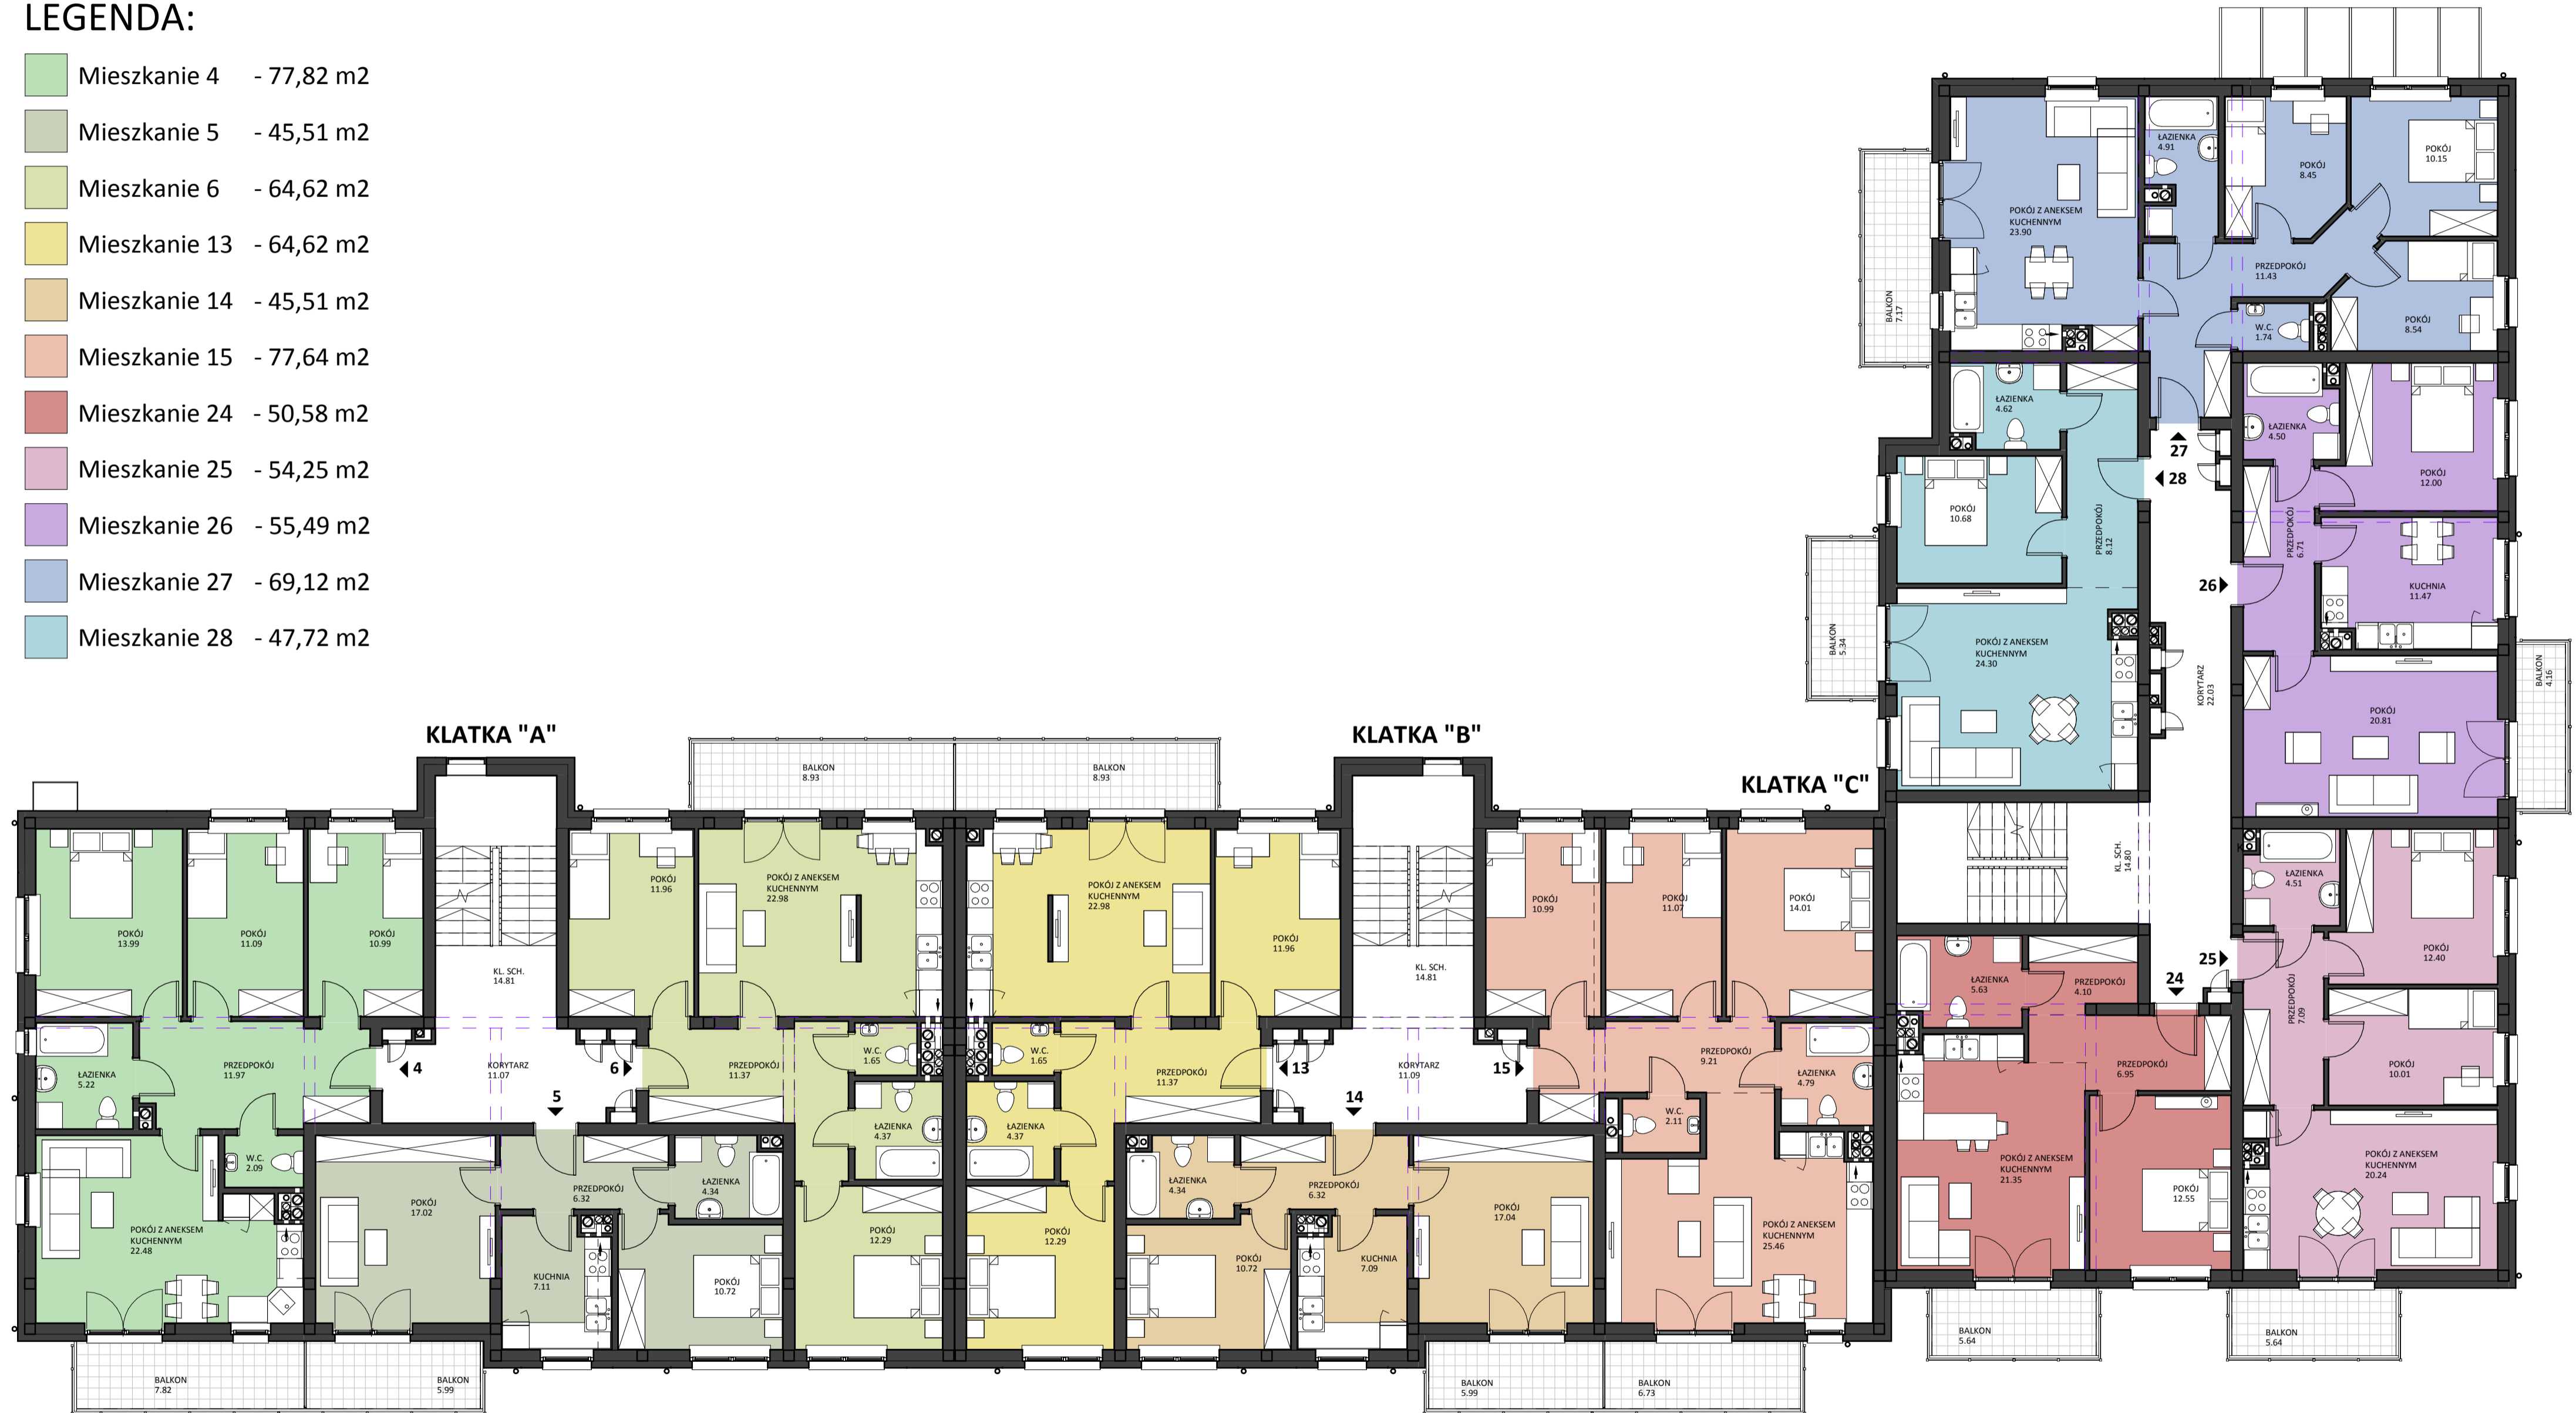 LEGENDA:
Mieszkanie 4 - 77,82 m2
Mieszkanie 5 - 45,51 m2
Mieszkanie 6 - 64,62 m2
Mieszkanie 13 - 64,62 m2
Mieszkanie 14 - 45,51 m2
Mieszkanie 15 - 77,64 m2
Mieszkanie 24 - 50,58 m2
Mieszkanie 25 - 54,25 m2
Mieszkanie 26 - 55,49 m2
Mieszkanie 27 - 69,12 m2
Mieszkanie 28 - 47,72 m2
KLATKA "A"
KLATKA "B"
KLATKA "C"
POKÓJ
13.99
POKÓJ
11.09
POKÓJ
10.99
ŁAZIENKA
5.22
PRZEDPOKÓJ
11.97
W.C.
2.09
POKÓJ Z ANEKSEM
KUCHENNYM
22.48
BALKON
7.82
4
KL. SCH.
14.81
KORYTARZ
11.07
5
6
POKÓJ
17.02
PRZEDPOKÓJ
6.32
ŁAZIENKA
4.34
KUCHNIA
7.11
POKÓJ
10.72
BALKON
5.99
BALKON
8.93
POKÓJ
11.96
POKÓJ Z ANEKSEM
KUCHENNYM
22.98
PRZEDPOKÓJ
11.37
W.C.
1.65
ŁAZIENKA
4.37
POKÓJ
12.29
BALKON
8.93
POKÓJ Z ANEKSEM
KUCHENNYM
22.98
POKÓJ
11.96
W.C.
1.65
PRZEDPOKÓJ
11.37
ŁAZIENKA
4.37
POKÓJ
12.29
13
KL. SCH.
14.81
KORYTARZ
11.09
14
15
ŁAZIENKA
4.34
PRZEDPOKÓJ
6.32
POKÓJ
10.72
KUCHNIA
7.09
POKÓJ
17.04
BALKON
5.99
POKÓJ
10.99
POKÓJ
11.07
POKÓJ
14.01
PRZEDPOKÓJ
9.21
ŁAZIENKA
4.79
W.C.
2.11
POKÓJ Z ANEKSEM
KUCHENNYM
25.46
BALKON
6.73
POKÓJ Z ANEKSEM
KUCHENNYM
23.90
ŁAZIENKA
4.91
POKÓJ
8.45
POKÓJ
10.15
PRZEDPOKÓJ
11.43
W.C.
1.74
POKÓJ
8.54
BALKON
7.17
27
28
ŁAZIENKA
4.62
POKÓJ
10.68
PRZEDPOKÓJ
8.12
POKÓJ Z ANEKSEM
KUCHENNYM
24.30
BALKON
5.34
26
ŁAZIENKA
4.50
POKÓJ
12.00
PRZEDPOKÓJ
6.71
KUCHNIA
11.47
POKÓJ
20.81
BALKON
4.16
KORYTARZ
22.03
KL. SCH.
14.80
25
24
ŁAZIENKA
4.51
POKÓJ
12.40
PRZEDPOKÓJ
7.09
POKÓJ
10.01
POKÓJ Z ANEKSEM
KUCHENNYM
20.24
BALKON
5.64
ŁAZIENKA
5.63
PRZEDPOKÓJ
4.10
PRZEDPOKÓJ
6.95
POKÓJ Z ANEKSEM
KUCHENNYM
21.35
POKÓJ
12.55
BALKON
5.64